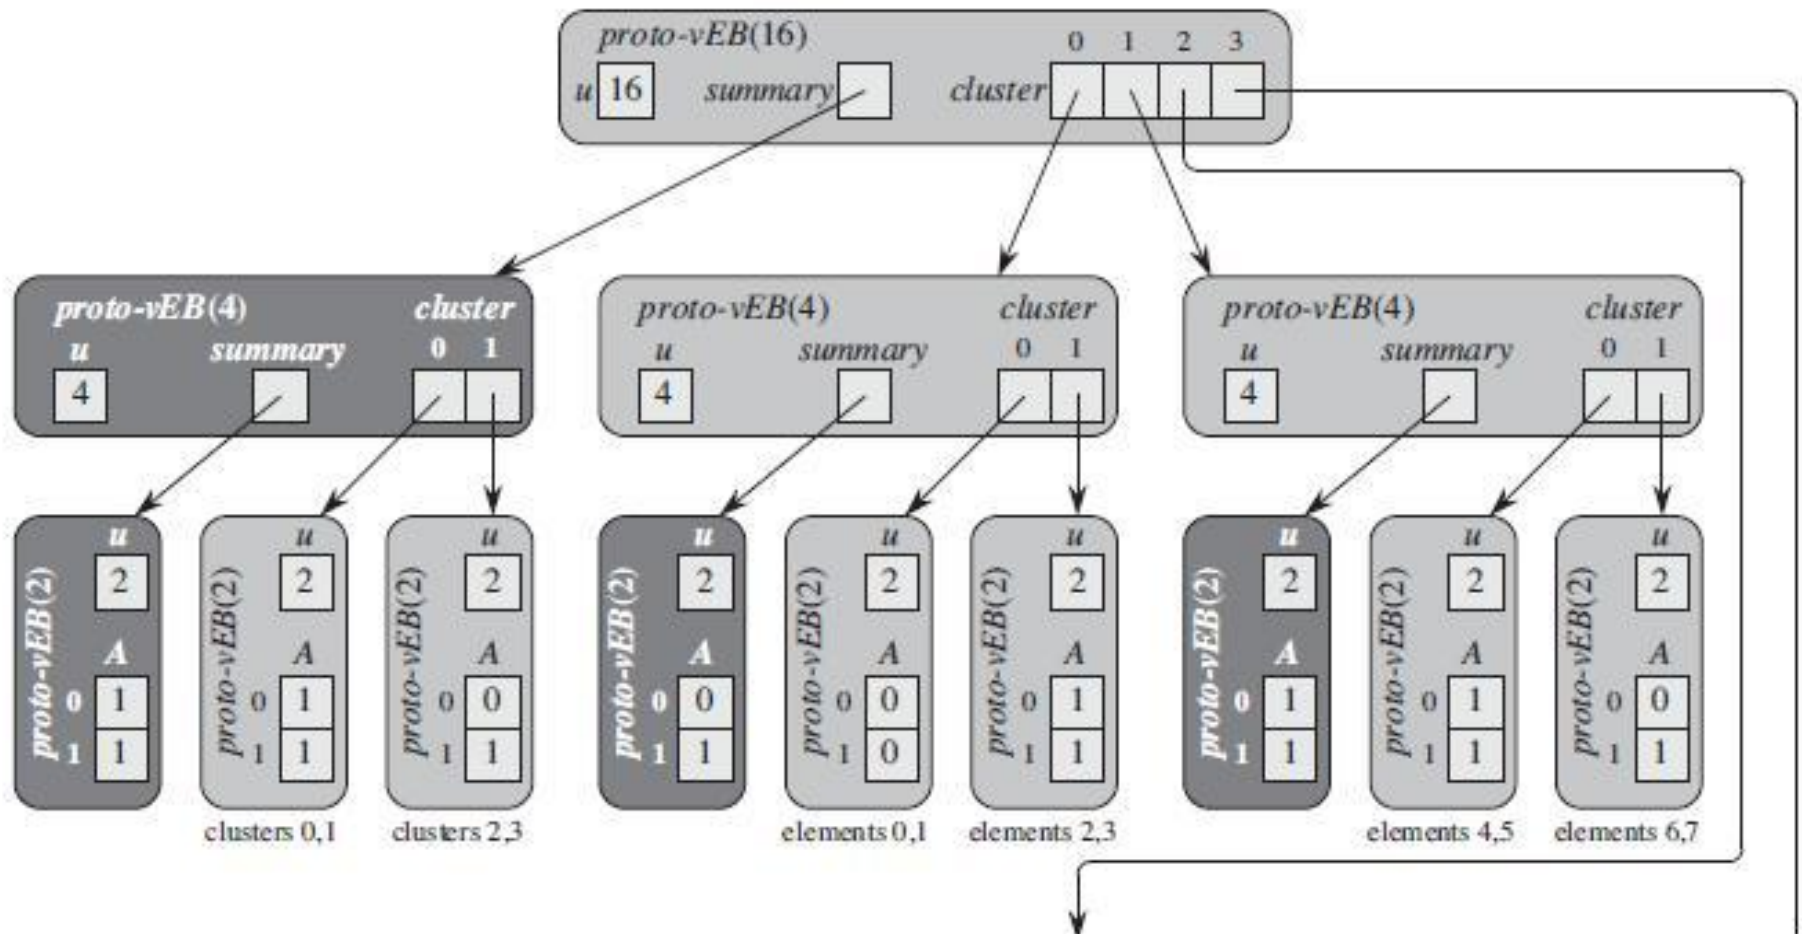 proto-vEB(16) 0 1 2 3
u 16 summary cluster
proto-vEB(4) cluster
u summary 0 1
4
proto-vEB(4) cluster
u summary 0 1
4
proto-vEB(4) cluster
u summary 0 1
4
proto-vEB(2)
u
2
A
0 1
1 1
proto-vEB(2)
u
2
A
0 1
1 1
clusters 0,1
proto-vEB(2)
u
2
A
0 0
1 1
clusters 2,3
proto-vEB(2)
u
2
A
0 0
1 1
proto-vEB(2)
u
2
A
0 0
1 0
elements 0,1
proto-vEB(2)
u
2
A
0 1
1 1
elements 2,3
proto-vEB(2)
u
2
A
0 1
1 1
proto-vEB(2)
u
2
A
0 1
1 1
elements 4,5
proto-vEB(2)
u
2
A
0 0
1 1
elements 6,7